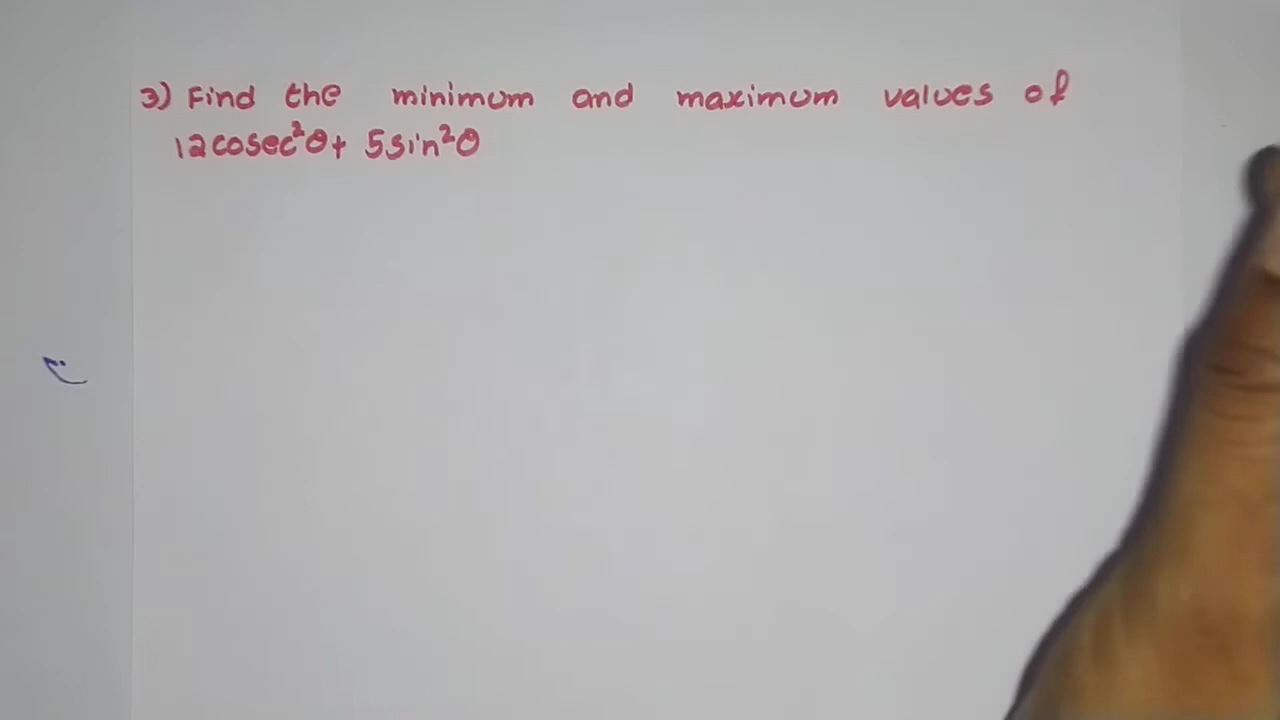 3) Find the minimum and maximum values of
12cosec²θ + 5sin²θ